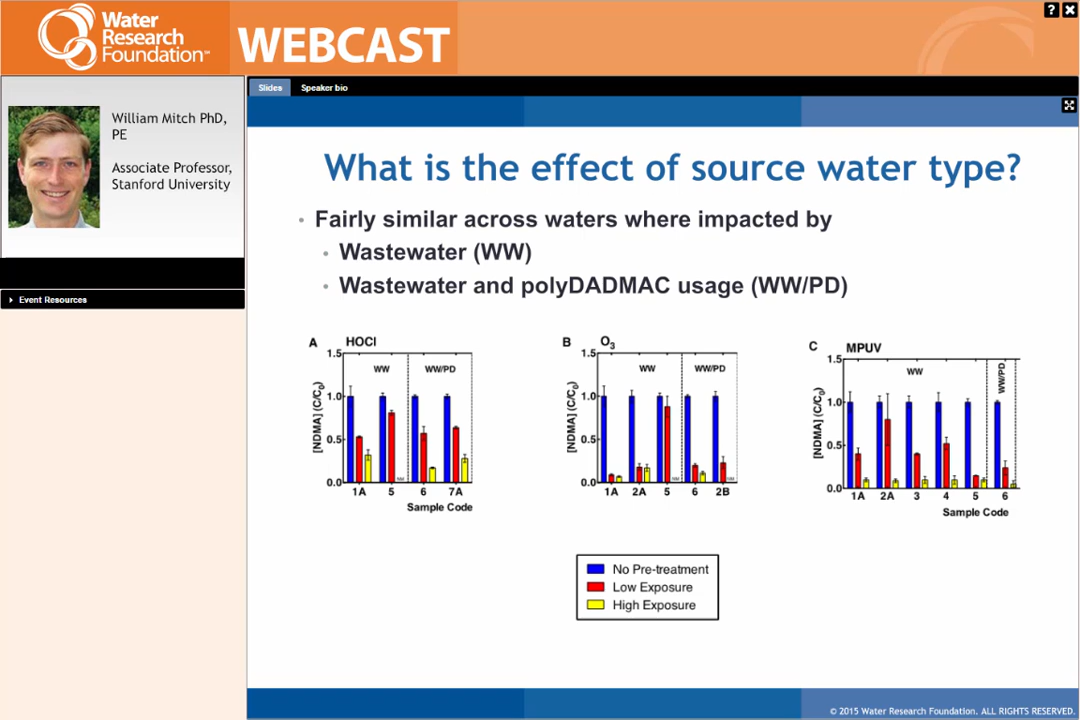 Water
Research
Foundation℠
WEBCAST
? ×
William Mitch PhD,
PE
Associate Professor,
Stanford University
Event Resources
Slides Speaker bio
What is the effect of source water type?
• Fairly similar across waters where impacted by
• Wastewater (WW)
• Wastewater and polyDADMAC usage (WW/PD)
A HOCl
[NDMA] (C/C0)
1.5
1.0
0.5
0.0
WW WW/PD
NM
1A 5 6 7A
Sample Code
B O3
[NDMA] (C/C0)
1.5
1.0
0.5
0.0
WW WW/PD
NM NM
1A 2A 5 6 2B
C MPUV
[NDMA] (C/C0)
1.5
1.0
0.5
0.0
WW WW/PD
1A 2A 3 4 5 6
Sample Code
No Pre-treatment
Low Exposure
High Exposure
© 2015 Water Research Foundation. ALL RIGHTS RESERVED.